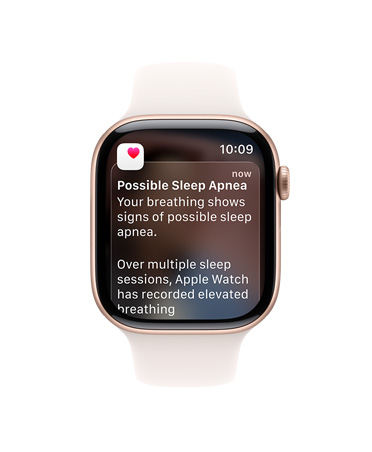 10:09
now
Possible Sleep Apnea
Your breathing shows
signs of possible sleep
apnea.
Over multiple sleep
sessions, Apple Watch
has recorded elevated
breathing